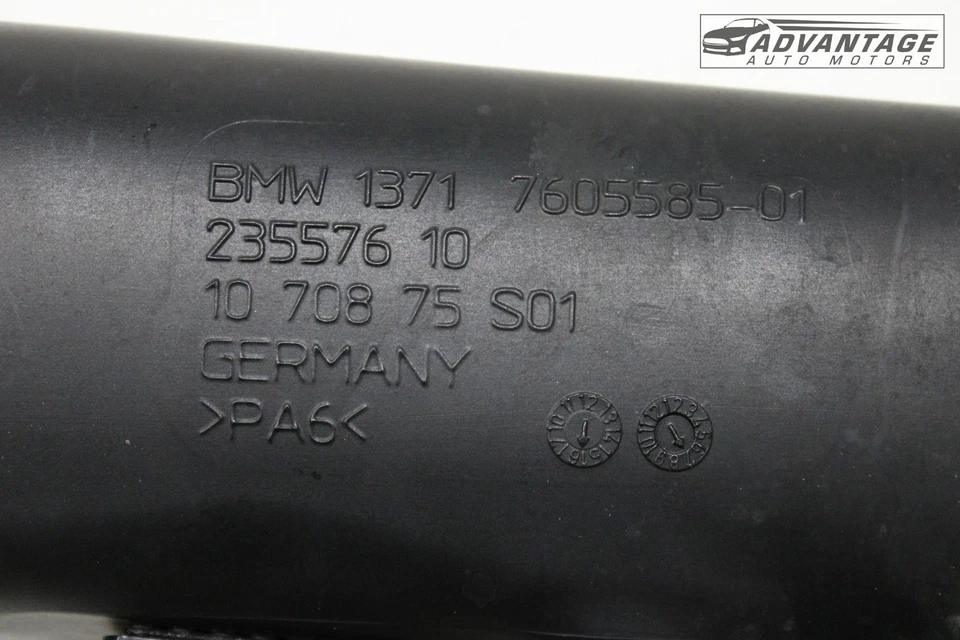 ADVANTAGE
AUTO MOTORS
BMW 1371 7605585-01
235576 10
10 708 75 S01
GERMANY
>PA6<